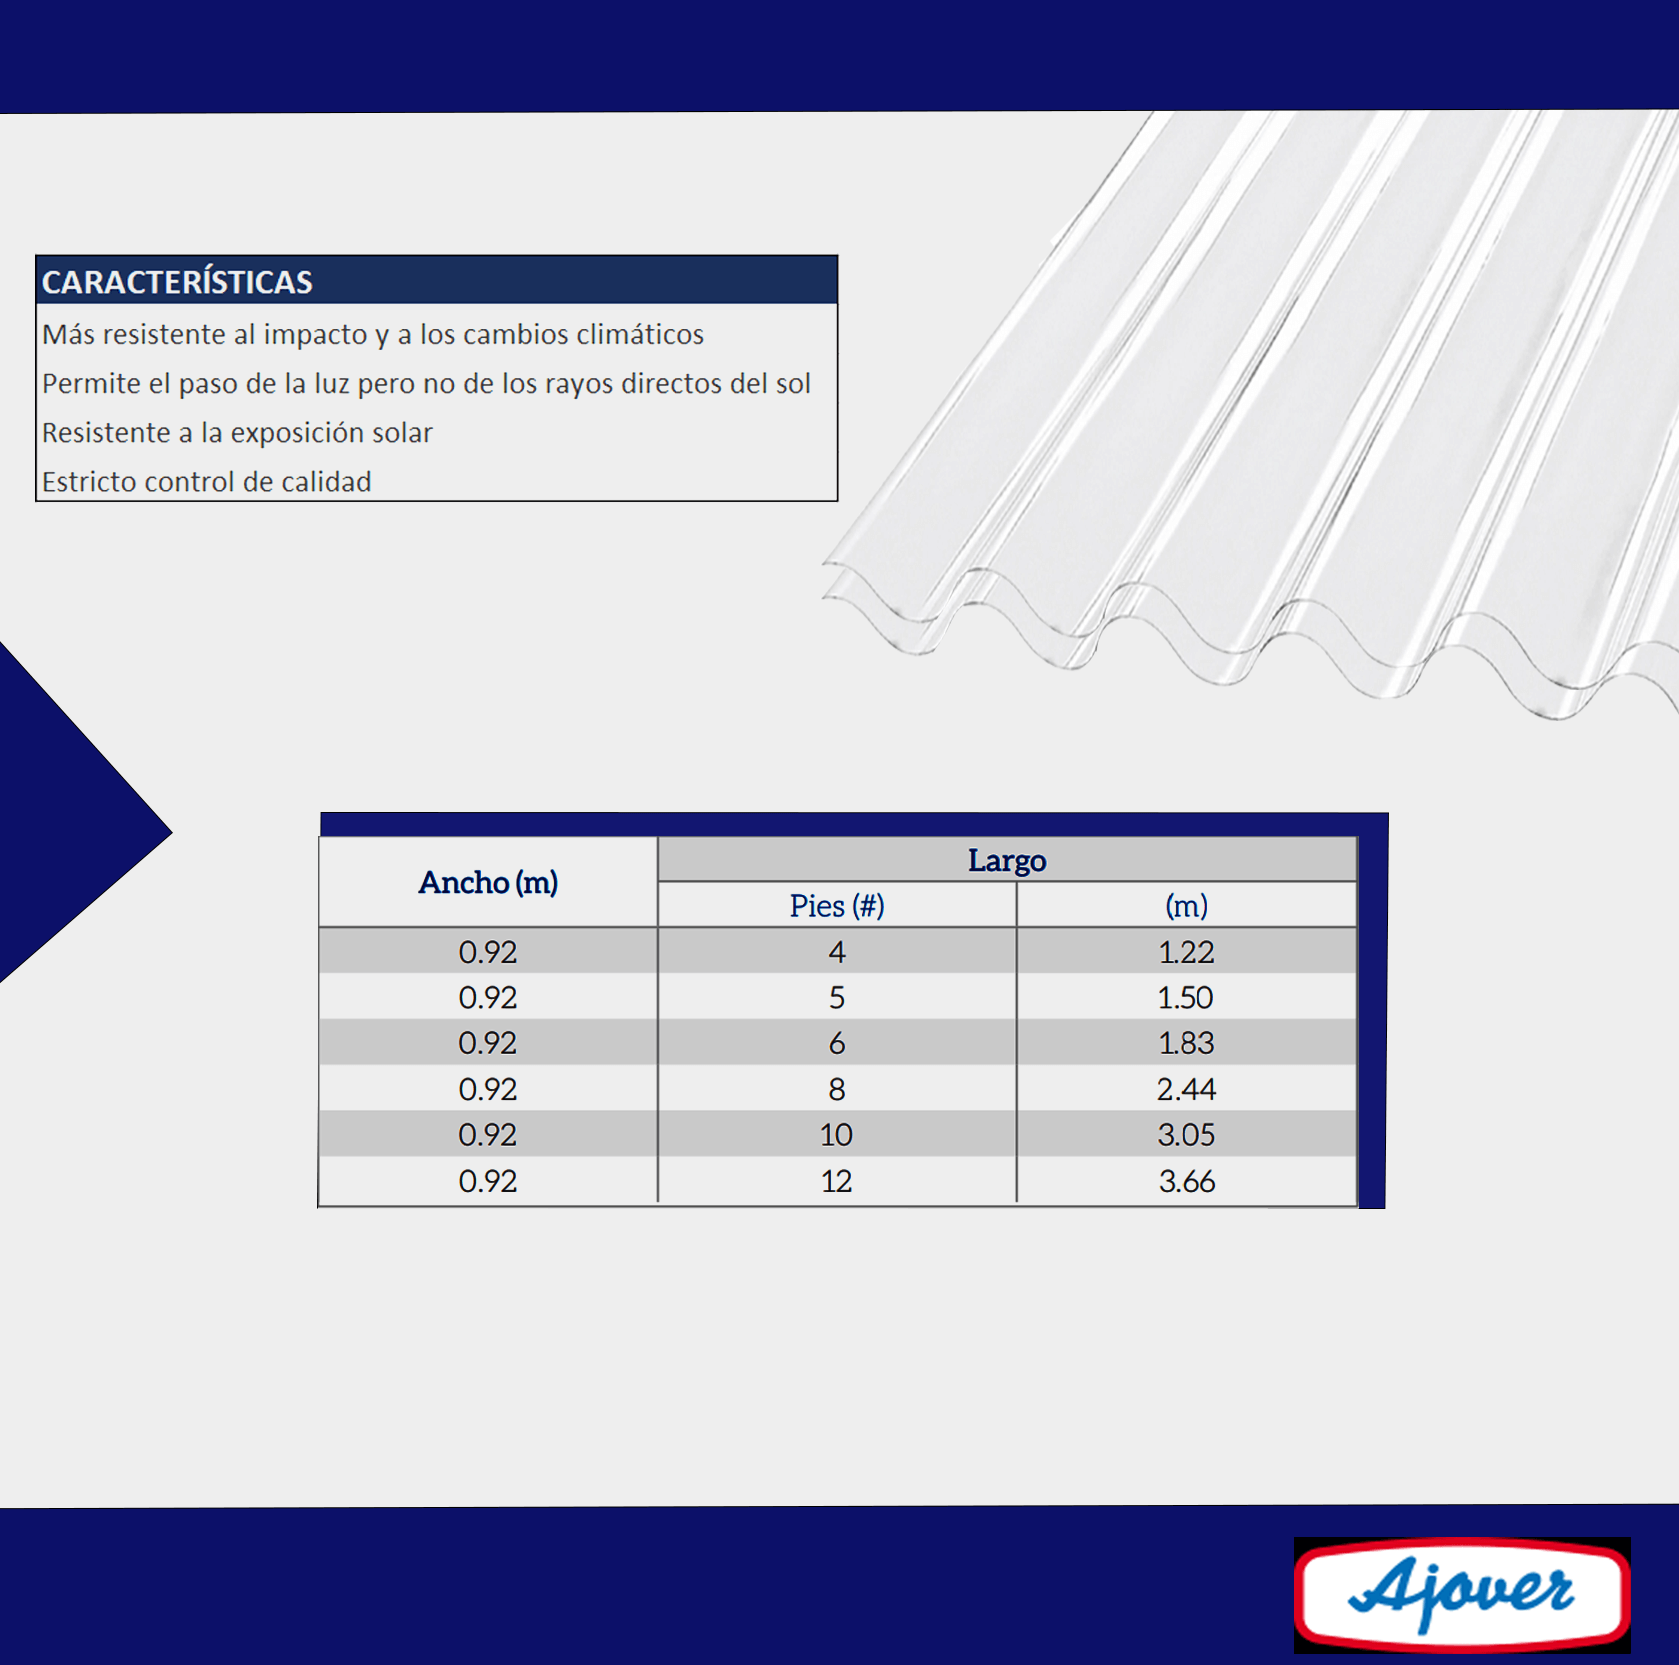 CARACTERÍSTICAS
Más resistente al impacto y a los cambios climáticos
Permite el paso de la luz pero no de los rayos directos del sol
Resistente a la exposición solar
Estricto control de calidad
Ancho (m) Largo
Pies (#) (m)
0.92 4 1.22
0.92 5 1.50
0.92 6 1.83
0.92 8 2.44
0.92 10 3.05
0.92 12 3.66
Ajover